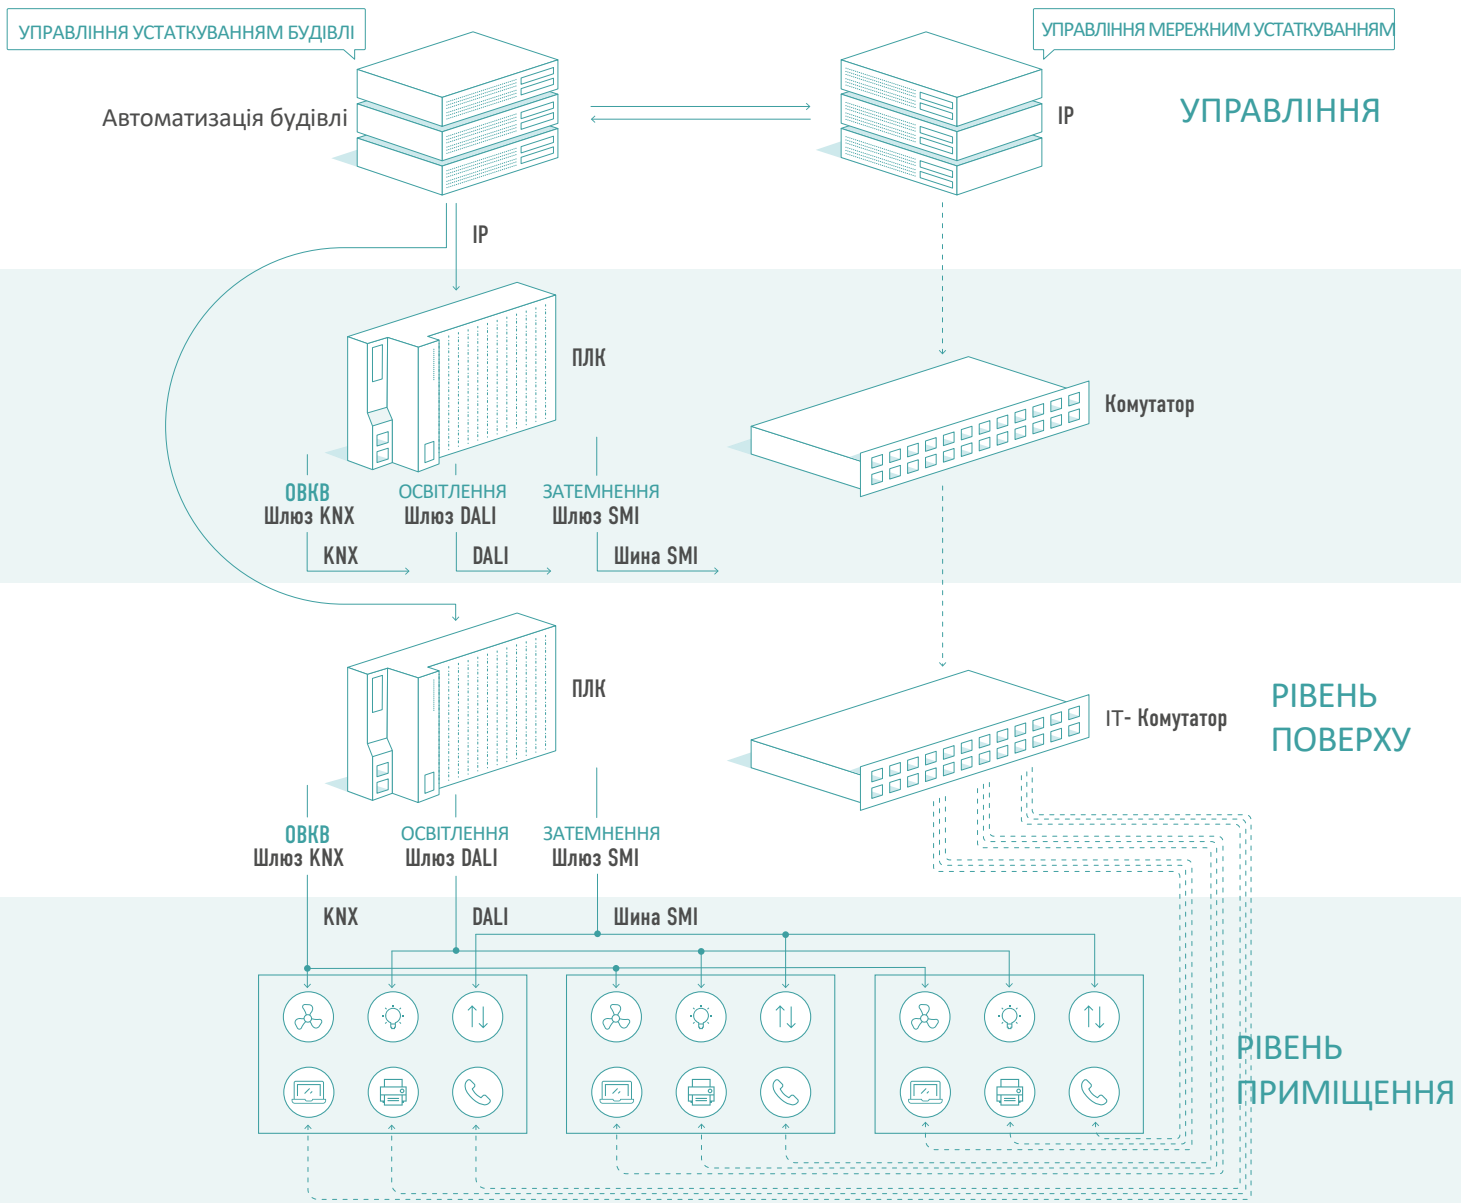 УПРАВЛІННЯ УСТАТКУВАННЯМ БУДІВЛІ
УПРАВЛІННЯ МЕРЕЖНИМ УСТАТКУВАННЯМ
Автоматизація будівлі
IP
УПРАВЛІННЯ
IP
ПЛК
Комутатор
ОВКВ
Шлюз KNX
ОСВІТЛЕННЯ
Шлюз DALI
ЗАТЕМНЕННЯ
Шлюз SMI
KNX
DALI
Шина SMI
ПЛК
ІТ- Комутатор
РІВЕНЬ
ПОВЕРХУ
ОВКВ
Шлюз KNX
ОСВІТЛЕННЯ
Шлюз DALI
ЗАТЕМНЕННЯ
Шлюз SMI
KNX
DALI
Шина SMI
РІВЕНЬ
ПРИМІЩЕННЯ